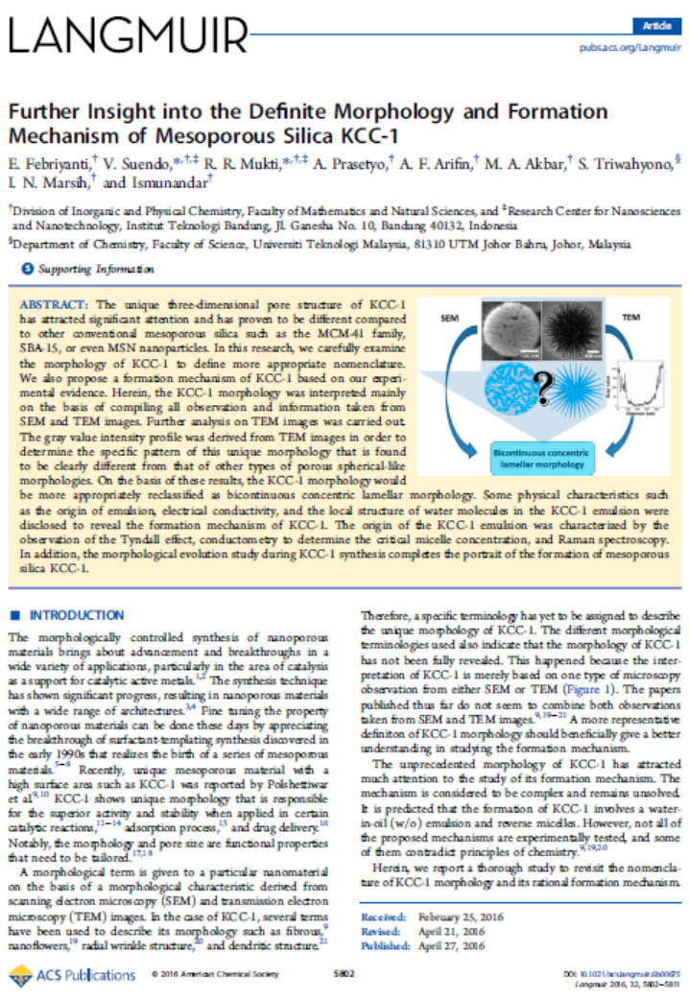 LANGMUIR
Article
pubs.acs.org/Langmuir
Further Insight into the Definite Morphology and Formation
Mechanism of Mesoporous Silica KCC-1
E. Febriyanti,† V. Suendo,*,†,‡ R. R. Mukti,*,†,‡ A. Prasetyo,† A. F. Arifin,† M. A. Akbar,† S. Triwahyono,§
I. N. Marsih,† and Ismunandar†
†Division of Inorganic and Physical Chemistry, Faculty of Mathematics and Natural Sciences, and ‡Research Center for Nanosciences
and Nanotechnology, Institut Teknologi Bandung, Jl. Ganesha No. 10, Bandung 40132, Indonesia
§Department of Chemistry, Faculty of Science, Universiti Teknologi Malaysia, 81310 UTM Johor Bahru, Johor, Malaysia
S Supporting Information
ABSTRACT: The unique three-dimensional pore structure of KCC-1
has attracted significant attention and has proven to be different compared
to other conventional mesoporous silica such as the MCM-41 family,
SBA-15, or even MSN nanoparticles. In this research, we carefully examine
the morphology of KCC-1 to define more appropriate nomenclature.
We also propose a formation mechanism of KCC-1 based on our experi-
mental evidence. Herein, the KCC-1 morphology was interpreted mainly
on the basis of compiling all observation and information taken from
SEM and TEM images. Further analysis on TEM images was carried out.
The gray value intensity profile was derived from TEM images in order to
determine the specific pattern of this unique morphology that is found
to be clearly different from that of other types of porous spherical-like
morphologies. On the basis of these results, the KCC-1 morphology would
be more appropriately reclassified as bicontinuous concentric lamellar morphology. Some physical characteristics such
as the origin of emulsion, electrical conductivity, and the local structure of water molecules in the KCC-1 emulsion were
disclosed to reveal the formation mechanism of KCC-1. The origin of the KCC-1 emulsion was characterized by the
observation of the Tyndall effect, conductometry to determine the critical micelle concentration, and Raman spectroscopy.
In addition, the morphological evolution study during KCC-1 synthesis completes the portrait of the formation of mesoporous
silica KCC-1.
SEM
TEM
?
Bicontinuous concentric
lamellar morphology
■ INTRODUCTION
The morphologically controlled synthesis of nanoporous
materials brings about advancement and breakthroughs in a
wide variety of applications, particularly in the area of catalysis
as a support for catalytic active metals.1,2 The synthesis technique
has shown significant progress, resulting in nanoporous materials
with a wide range of architectures.3,4 Fine tuning the property
of nanoporous materials can be done these days by appreciating
the breakthrough of surfactant-templating synthesis discovered in
the early 1990s that realizes the birth of a series of mesoporous
materials.5−8 Recently, unique mesoporous material with a
high surface area such as KCC-1 was reported by Polshettiwar
et al9,10 KCC-1 shows unique morphology that is responsible
for the superior activity and stability when applied in certain
catalytic reactions,11−14 adsorption process,15 and drug delivery.16
Notably, the morphology and pore size are functional properties
that need to be tailored.17,18
A morphological term is given to a particular nanomaterial
on the basis of a morphological characteristic derived from
scanning electron microscopy (SEM) and transmission electron
microscopy (TEM) images. In the case of KCC-1, several terms
have been used to describe its morphology such as fibrous,9
nanoflowers,19 radial wrinkle structure,20 and dendritic structure.21
Therefore, a specific terminology has yet to be assigned to describe
the unique morphology of KCC-1. The different morphological
terminologies used also indicate that the morphology of KCC-1
has not been fully revealed. This happened because the inter-
pretation of KCC-1 is merely based on one type of microscopy
observation from either SEM or TEM (Figure 1). The papers
published thus far do not seem to combine both observations
taken from SEM and TEM images.9,19−21 A more representative
definiton of KCC-1 morphology should beneficially give a better
understanding in studying the formation mechanism.
The unprecedented morphology of KCC-1 has attracted
much attention to the study of its formation mechanism. The
mechanism is considered to be complex and remains unsolved.
It is predicted that the formation of KCC-1 involves a water-
in-oil (w/o) emulsion and reverse micelles. However, not all of
the proposed mechanisms are experimentally tested, and some
of them contradict principles of chemistry.9,19,20
Herein, we report a thorough study to revisit the nomencla-
ture of KCC-1 morphology and its rational formation mechanism.
Received: February 25, 2016
Revised: April 21, 2016
Published: April 27, 2016
ACS Publications
© 2016 American Chemical Society
5802
DOI: 10.1021/acs.langmuir.6b00675
Langmuir 2016, 32, 5802−5811